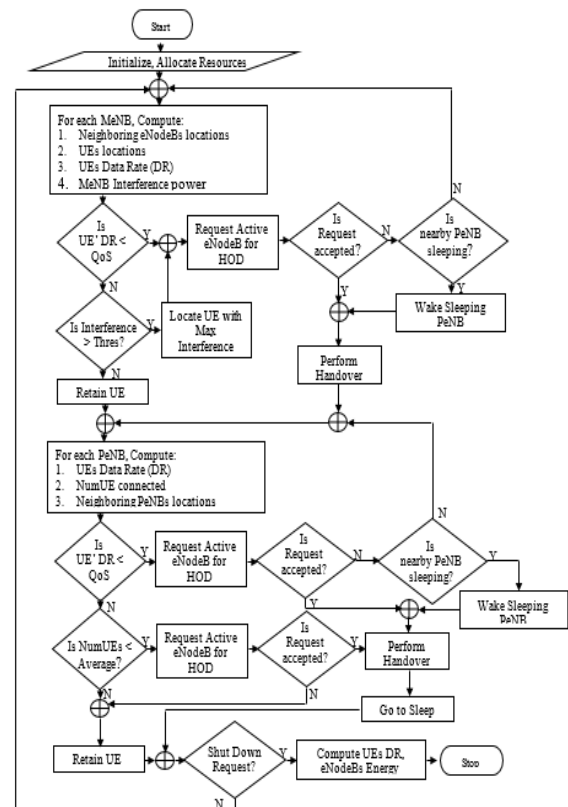 Start
Initialize, Allocate Resources
For each MeNB, Compute:
1. Neighboring eNodeBs locations
2. UEs locations
3. UEs Data Rate (DR)
4. MeNB Interference power
N
Is
UE' DR <
QoS
Y
Request Active
eNodeB for
HOD
Is
Request
accepted?
N
Is
nearby PeNB
sleeping?
N
Y
Y
Is Interference
> Thres?
Y
Locate UE with
Max
Interference
Wake Sleeping
PeNB
Perform
Handover
N
Retain UE
For each PeNB, Compute:
1. UEs Data Rate (DR)
2. NumUE connected
3. Neighboring PeNBs locations
N
Is
UE' DR <
QoS
Y
Request Active
eNodeB for
HOD
Is
Request
accepted?
N
Is
nearby PeNB
sleeping?
Y
N
Y
Wake Sleeping
PeNB
Is NumUEs <
Average?
Y
Request Active
eNodeB for
HOD
Is
Request
accepted?
Y
Perform
Handover
N
N
Go to Sleep
Retain UE
Shut Down
Request?
Y
Compute UEs DR,
eNodeBs Energy
Stop
N